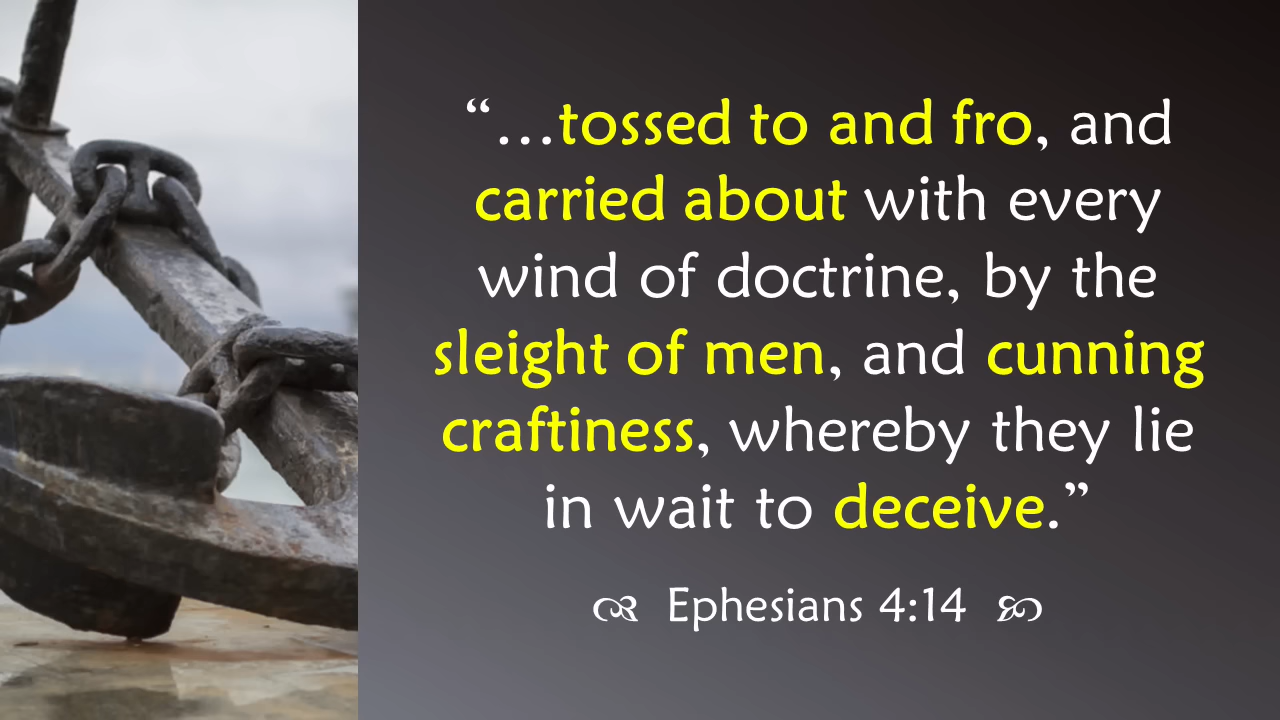 “…tossed to and fro, and
carried about with every
wind of doctrine, by the
sleight of men, and cunning
craftiness, whereby they lie
in wait to deceive.”
Ephesians 4:14